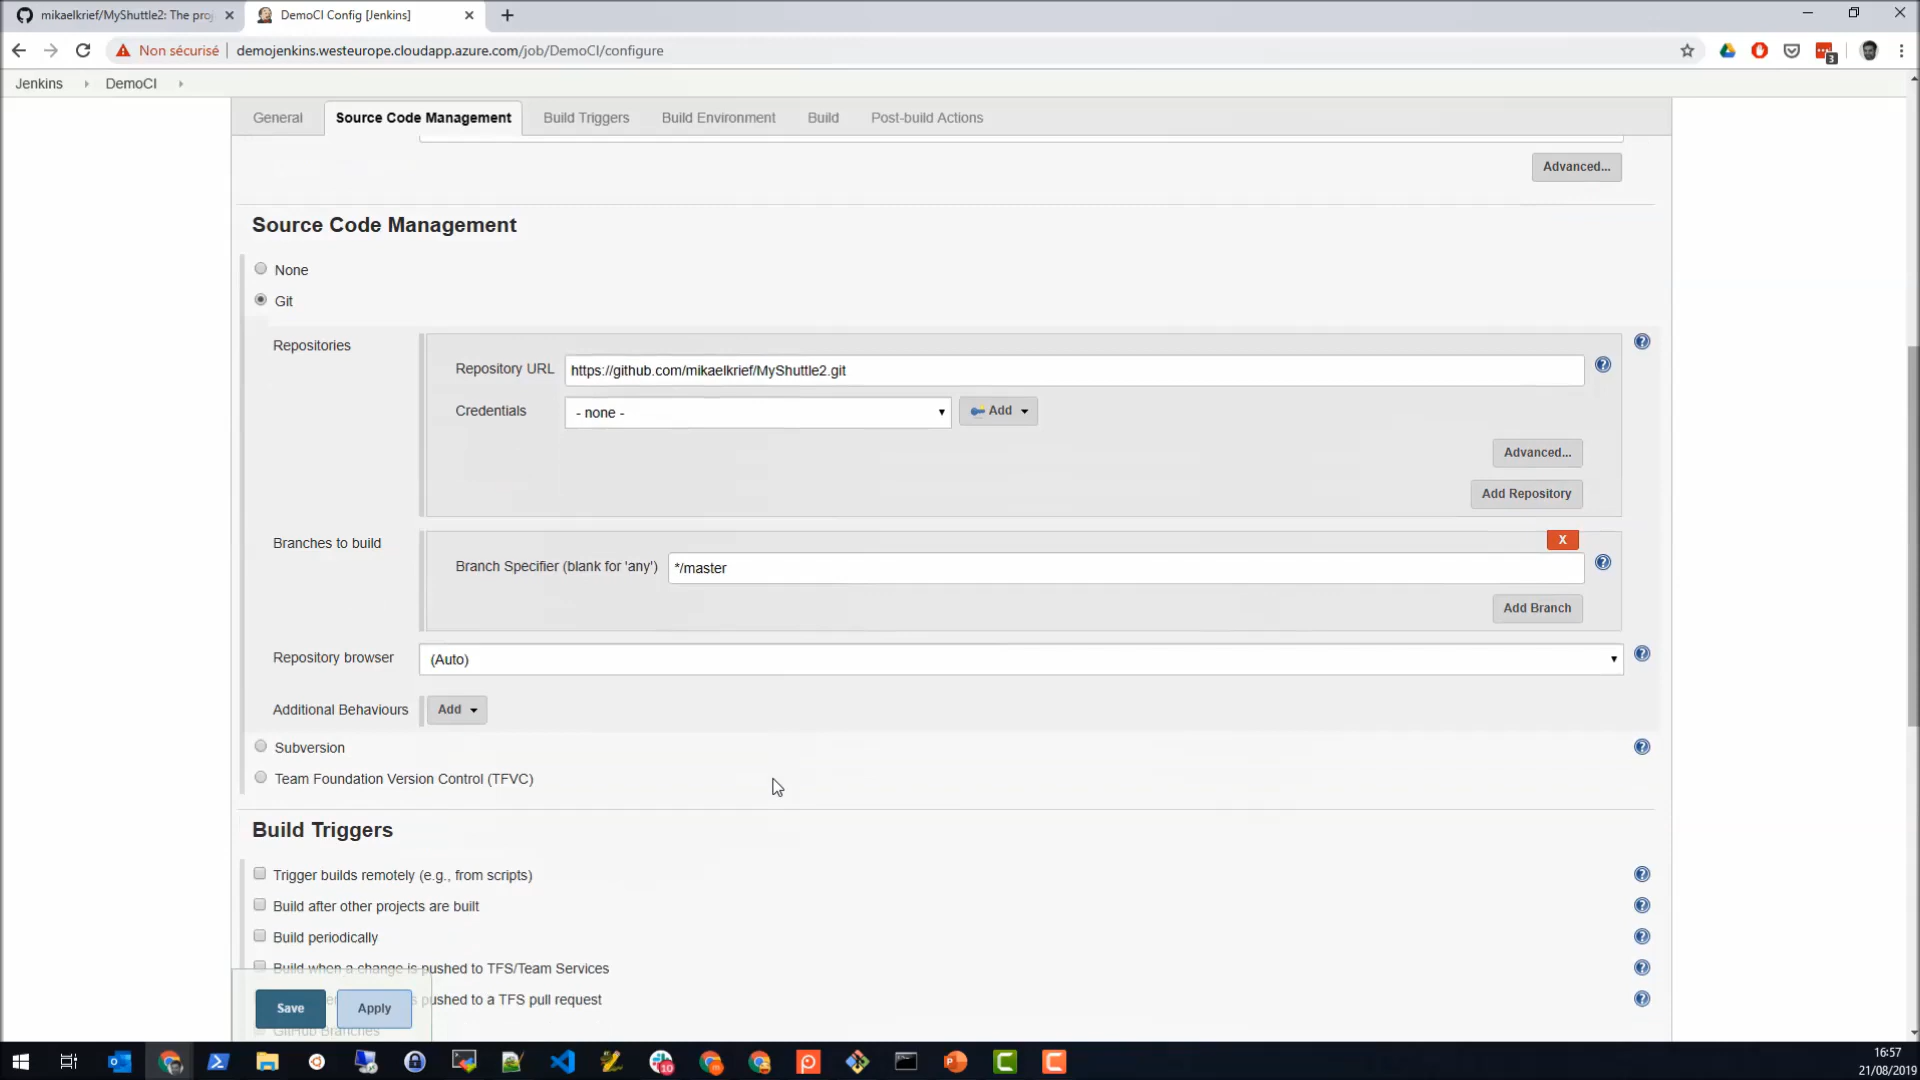 mikaelkrief/MyShuttle2: The proj
DemoCI Config [Jenkins]
Non sécurisé
demojenkins.westeurope.cloudapp.azure.com/job/DemoCI/configure
3
Jenkins
DemoCI
General
Source Code Management
Build Triggers
Build Environment
Build
Post-build Actions
Advanced...
Source Code Management
None
Git
Repositories
Repository URL
https://github.com/mikaelkrief/MyShuttle2.git
Credentials
- none -
Add
Advanced...
Add Repository
Branches to build
X
Branch Specifier (blank for 'any')
*/master
Add Branch
Repository browser
(Auto)
Additional Behaviours
Add
Subversion
Team Foundation Version Control (TFVC)
Build Triggers
Trigger builds remotely (e.g., from scripts)
Build after other projects are built
Build periodically
Build when a change is pushed to TFS/Team Services
pushed to a TFS pull request
Save
Apply
GitHub Branches
10
16:57
21/08/2019